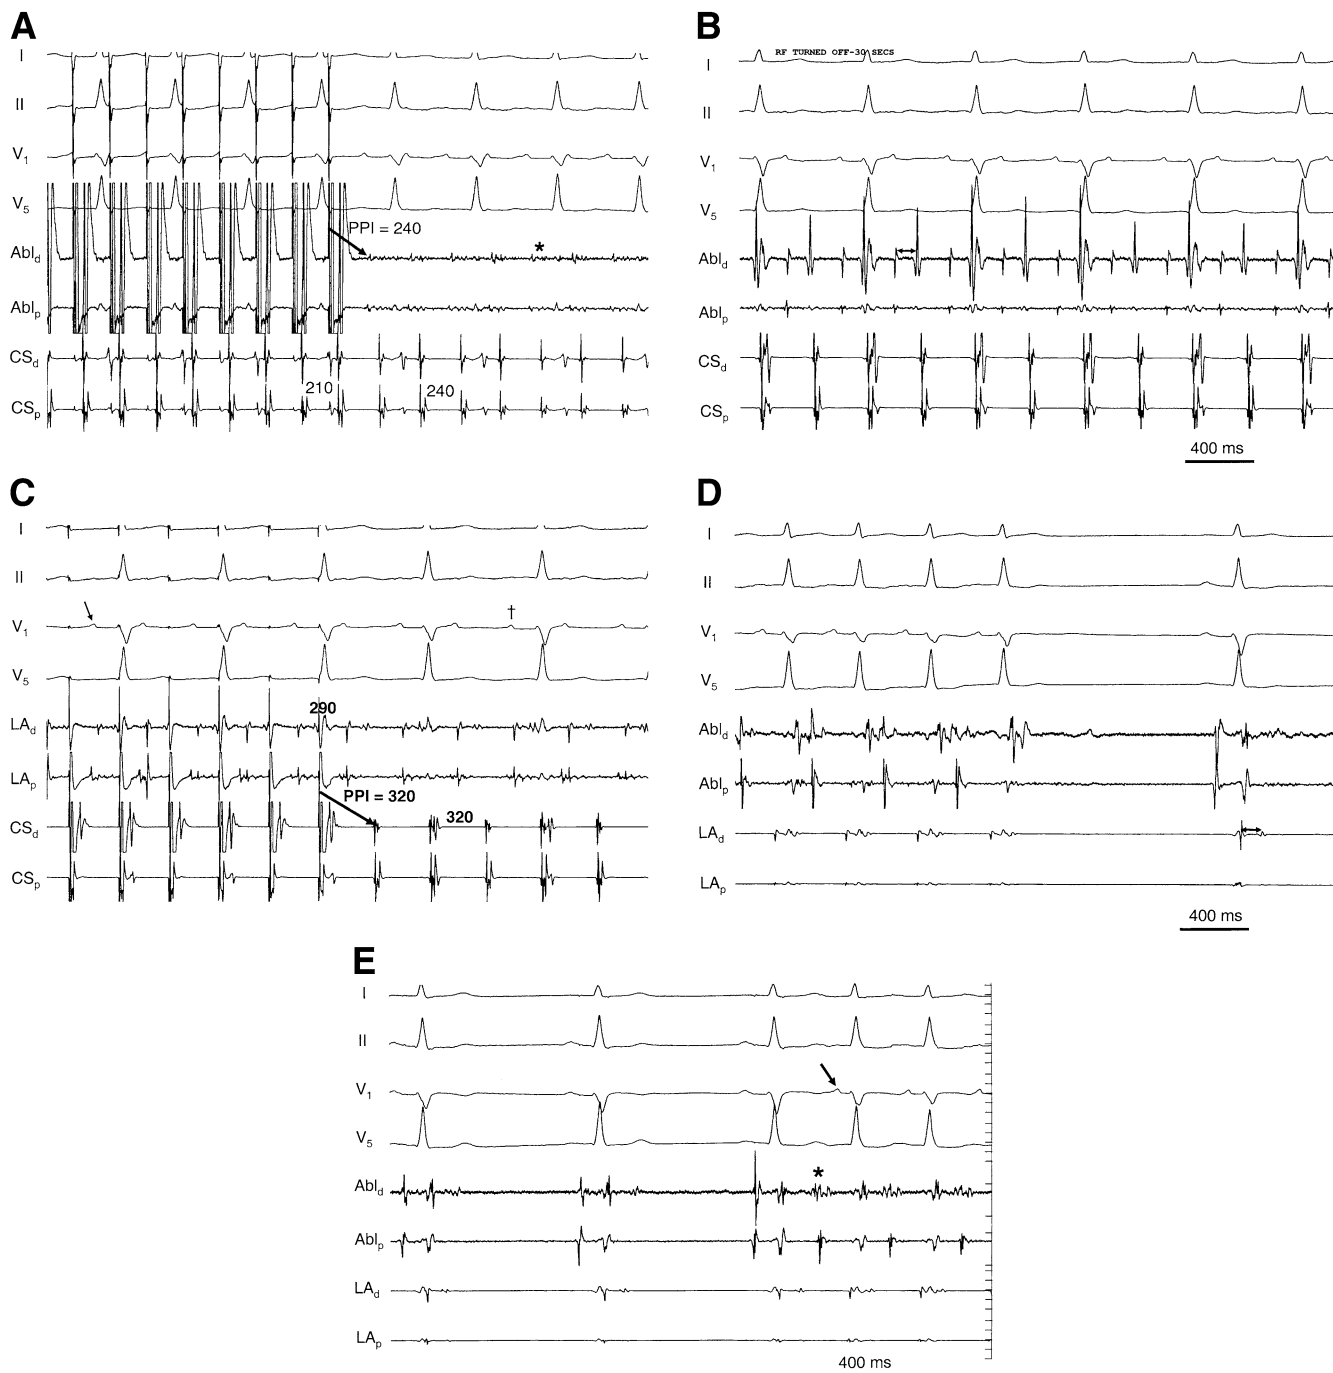 A
I
II
V1
V5
PPI = 240
Abld
*
Ablp
CSd
210
240
CSp
B
RF TURNED OFF-30 SECS
I
II
V1
V5
Abld
Ablp
CSd
CSp
400 ms
C
I
II
V1
†
V5
290
LAd
LAp
PPI = 320
320
CSd
CSp
D
I
II
V1
V5
Abld
Ablp
LAd
LAp
400 ms
E
I
II
V1
V5
*
Abld
Ablp
LAd
LAp
400 ms